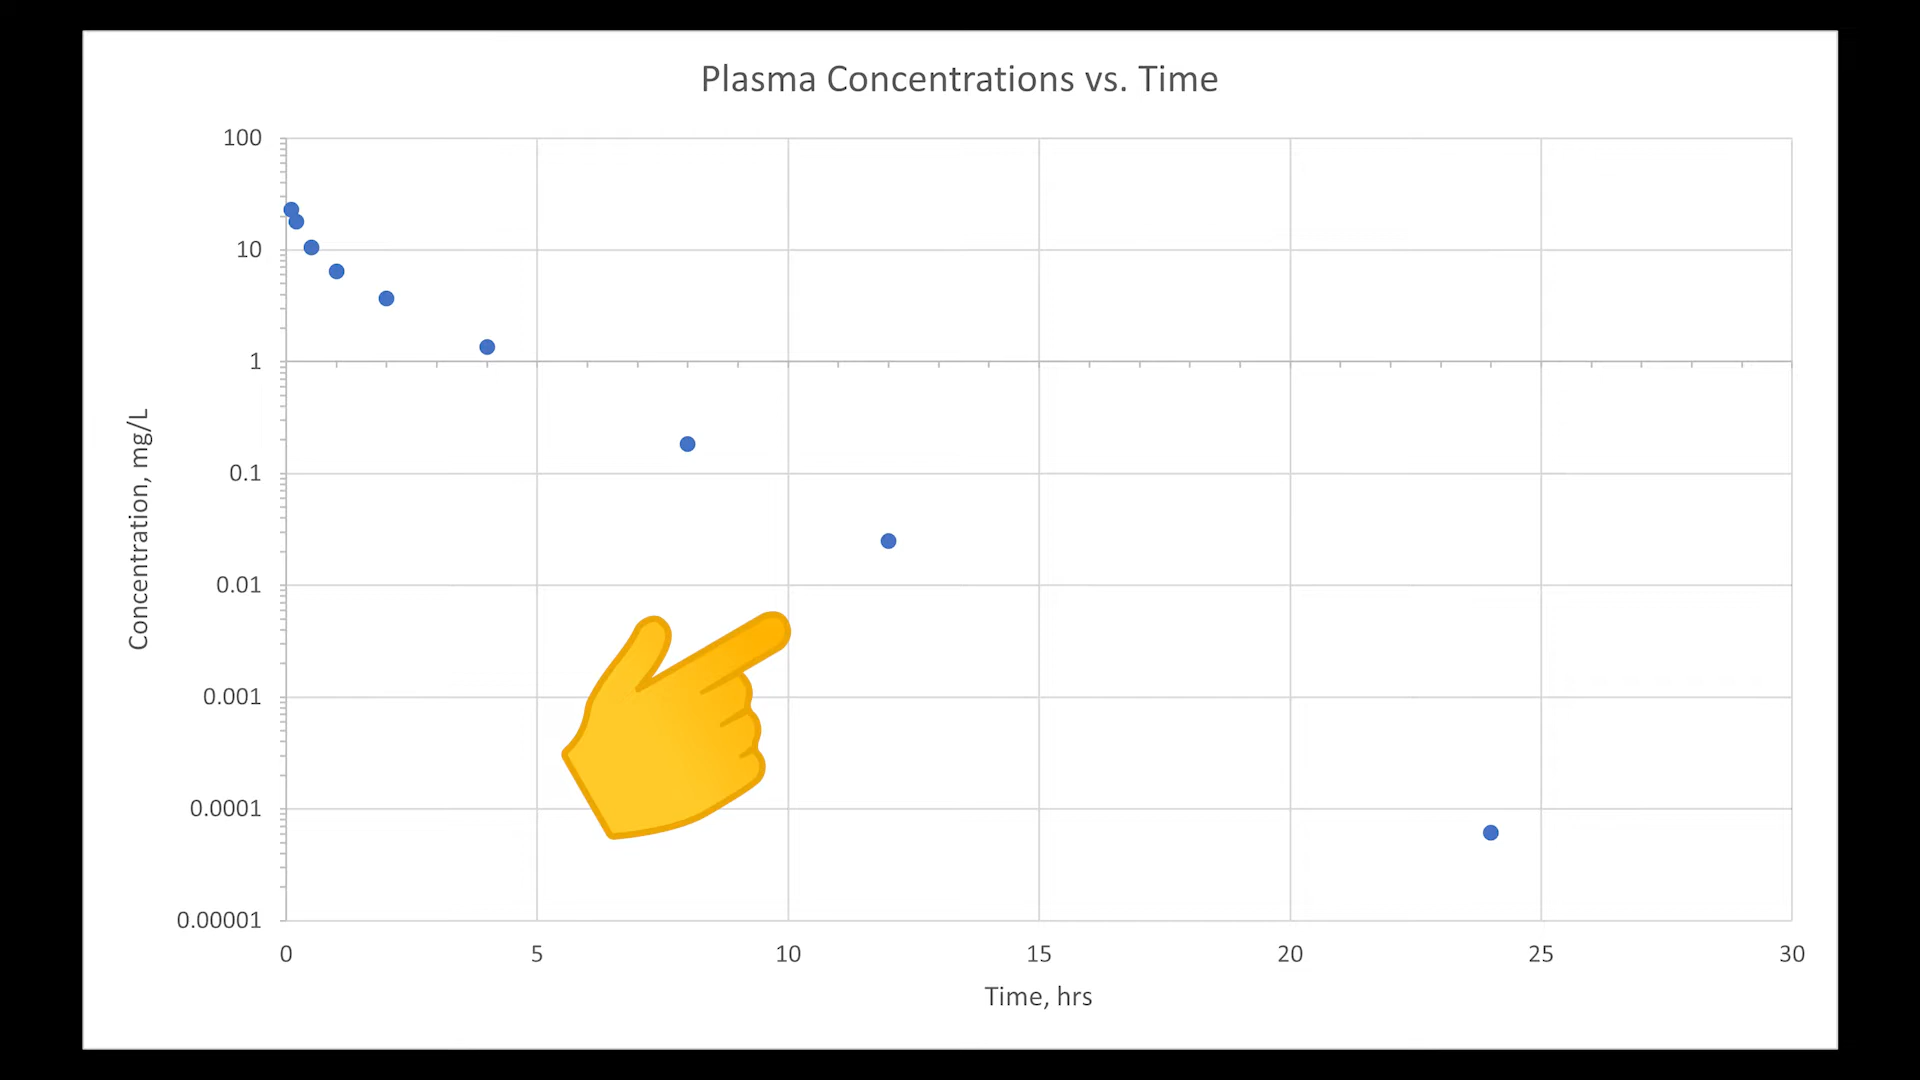 Plasma Concentrations vs. Time
100
10
1
0.1
0.01
0.001
0.0001
0.00001
Concentration, mg/L
0 5 10 15 20 25 30
Time, hrs